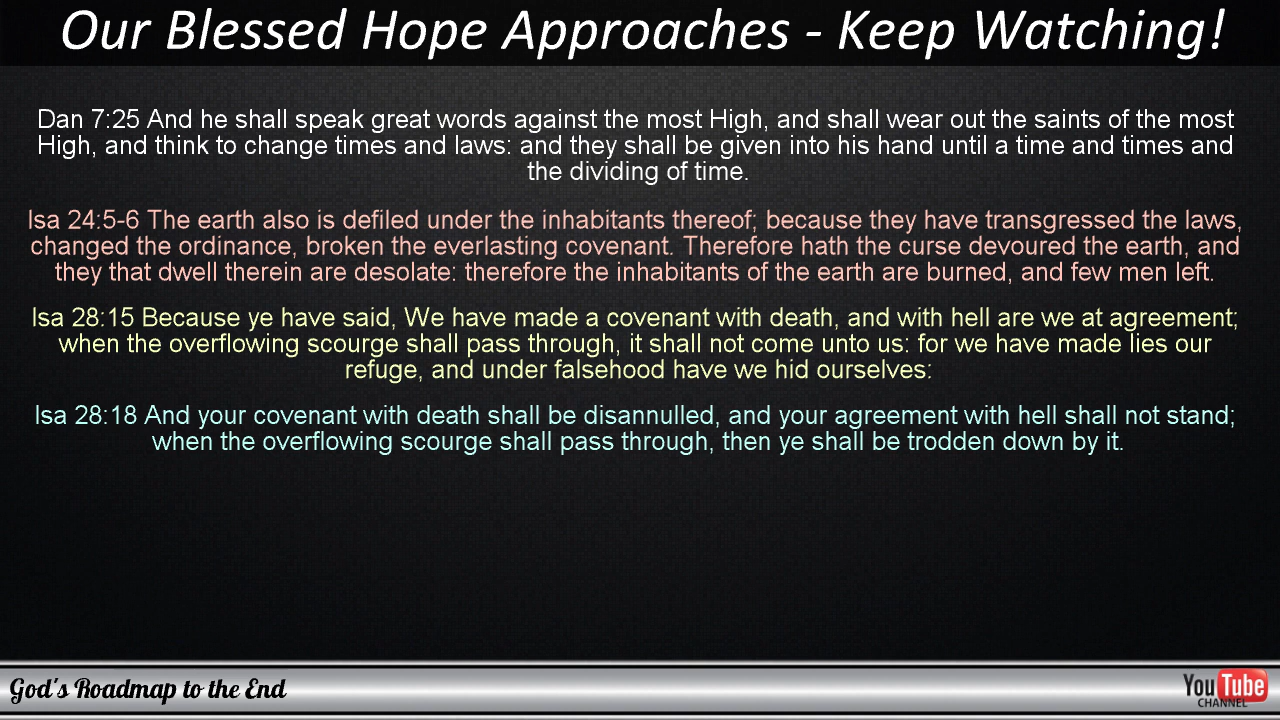 Our Blessed Hope Approaches - Keep Watching!
Dan 7:25 And he shall speak great words against the most High, and shall wear out the saints of the most
High, and think to change times and laws: and they shall be given into his hand until a time and times and
the dividing of time.
Isa 24:5-6 The earth also is defiled under the inhabitants thereof; because they have transgressed the laws,
changed the ordinance, broken the everlasting covenant. Therefore hath the curse devoured the earth, and
they that dwell therein are desolate: therefore the inhabitants of the earth are burned, and few men left.
Isa 28:15 Because ye have said, We have made a covenant with death, and with hell are we at agreement;
when the overflowing scourge shall pass through, it shall not come unto us: for we have made lies our
refuge, and under falsehood have we hid ourselves:
Isa 28:18 And your covenant with death shall be disannulled, and your agreement with hell shall not stand;
when the overflowing scourge shall pass through, then ye shall be trodden down by it.
God's Roadmap to the End
YouTube
CHANNEL